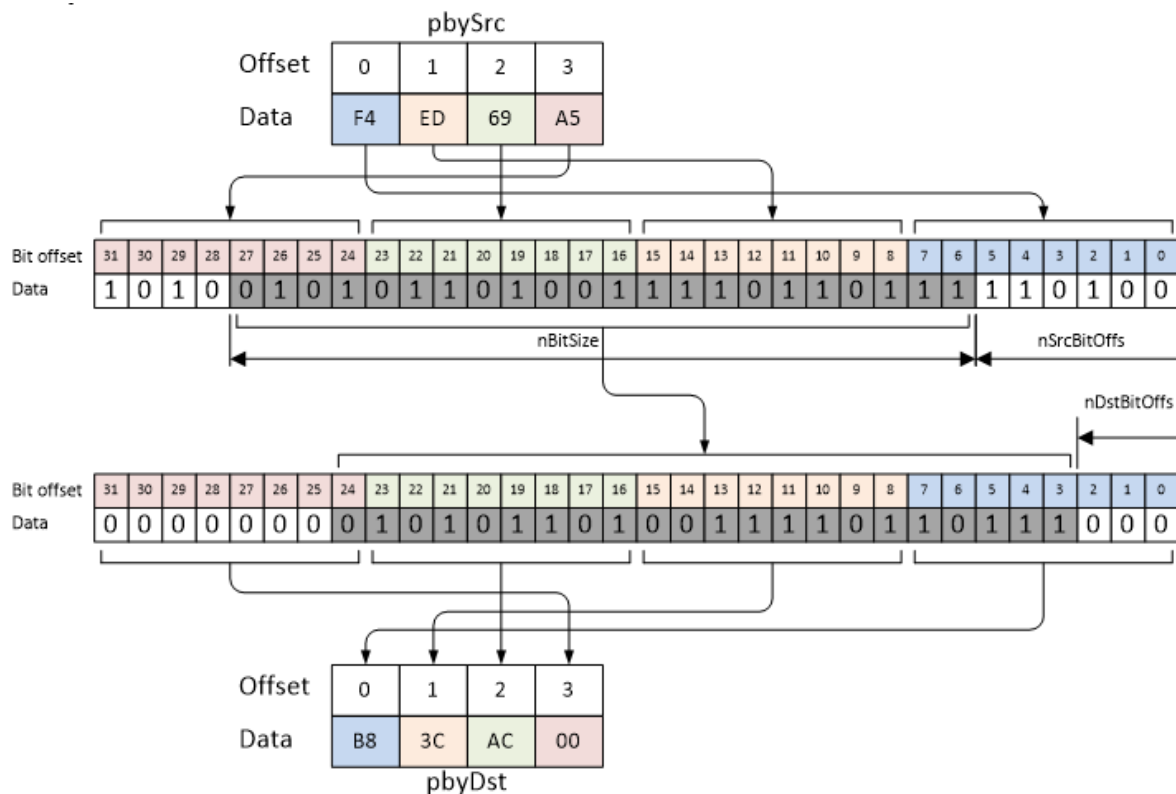 pbySrc
Offset 0 1 2 3
Data F4 ED 69 A5
Bit offset 31 30 29 28 27 26 25 24 23 22 21 20 19 18 17 16 15 14 13 12 11 10 9 8 7 6 5 4 3 2 1 0
Data 1 0 1 0 0 1 0 1 0 1 1 0 1 0 0 1 1 1 1 0 1 1 0 1 1 1 1 1 0 1 0 0
nBitSize nSrcBitOffs
nDstBitOffs
Bit offset 31 30 29 28 27 26 25 24 23 22 21 20 19 18 17 16 15 14 13 12 11 10 9 8 7 6 5 4 3 2 1 0
Data 0 0 0 0 0 0 0 0 1 0 1 0 1 1 0 1 0 0 1 1 1 1 0 1 1 0 1 1 1 0 0 0
Offset 0 1 2 3
Data B8 3C AC 00
pbyDst